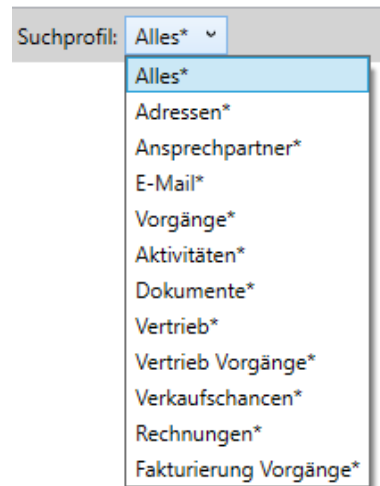 Suchprofil: Alles*
Alles*
Adressen*
Ansprechpartner*
E-Mail*
Vorgänge*
Aktivitäten*
Dokumente*
Vertrieb*
Vertrieb Vorgänge*
Verkaufschancen*
Rechnungen*
Fakturierung Vorgänge*